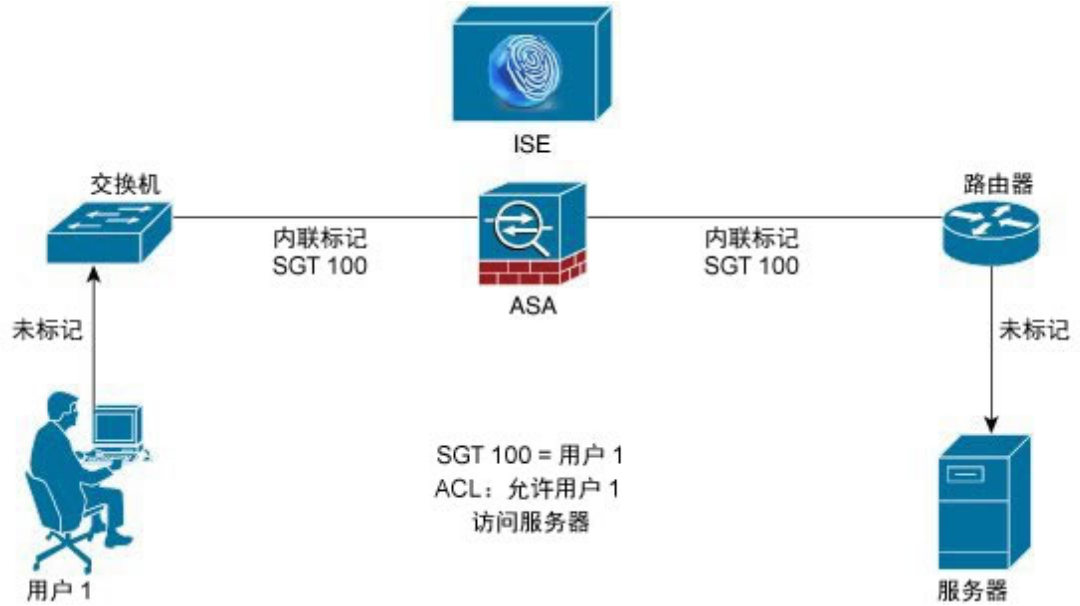 ISE
交换机
路由器
内联标记
SGT 100
内联标记
SGT 100
ASA
未标记
未标记
SGT 100 = 用户 1
ACL：允许用户 1
访问服务器
用户 1
服务器